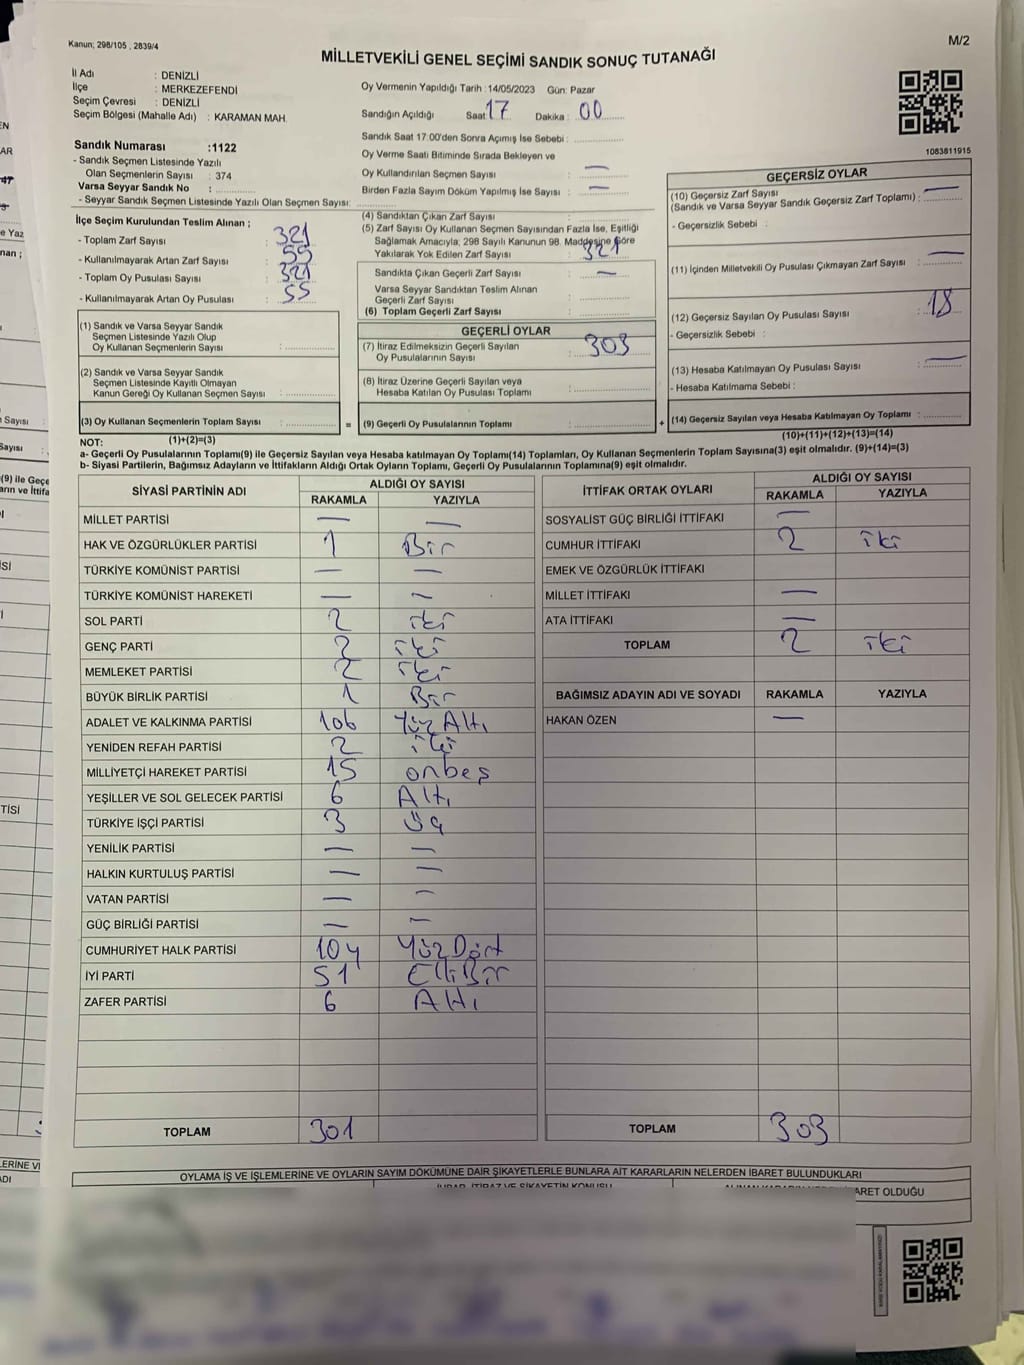 Kanun; 298/105 , 2839/4
M/2
MİLLETVEKİLİ GENEL SEÇİMİ SANDIK SONUÇ TUTANAĞI
İl Adı : DENİZLİ
İlçe : MERKEZEFENDİ
Seçim Çevresi : DENİZLİ
Seçim Bölgesi (Mahalle Adı) : KARAMAN MAH.
Sandık Numarası :1122
- Sandık Seçmen Listesinde Yazılı
Olan Seçmenlerin Sayısı : 374
Varsa Seyyar Sandık No :
- Seyyar Sandık Seçmen Listesinde Yazılı Olan Seçmen Sayısı:
Oy Vermenin Yapıldığı Tarih :14/05/2023 Gün: Pazar
Sandığın Açıldığı Saat: 17 Dakika : 00
Sandık Saat 17.00'den Sonra Açımış İse Sebebi :
Oy Verme Saati Bitiminde Sırada Bekleyen ve
Oy Kullandırılan Seçmen Sayısı : —
Birden Fazla Sayım Döküm Yapılmış İse Sayısı : —
1083811915
İlçe Seçim Kurulundan Teslim Alınan ;
- Toplam Zarf Sayısı : 321
- Kullanılmayarak Artan Zarf Sayısı : 55
- Toplam Oy Pusulası Sayısı : 321
- Kullanılmayarak Artan Oy Pusulası : 55
(4) Sandıktan Çıkan Zarf Sayısı :
(5) Zarf Sayısı Oy Kullanan Seçmen Sayısından Fazla İse, Eşitliği
Sağlamak Amacıyla; 298 Sayılı Kanunun 98. Maddesine Göre
Yakılarak Yok Edilen Zarf Sayısı : 321
Sandıkta Çıkan Geçerli Zarf Sayısı : —
Varsa Seyyar Sandıktan Teslim Alınan
Geçerli Zarf Sayısı :
(6) Toplam Geçerli Zarf Sayısı :
GEÇERSİZ OYLAR
(10) Geçersiz Zarf Sayısı
(Sandık ve Varsa Seyyar Sandık Geçersiz Zarf Toplamı) : —
- Geçersizlik Sebebi :
(11) İçinden Milletvekili Oy Pusulası Çıkmayan Zarf Sayısı : —
(12) Geçersiz Sayılan Oy Pusulası Sayısı : 18
- Geçersizlik Sebebi :
(13) Hesaba Katılmayan Oy Pusulası Sayısı : —
- Hesaba Katılmama Sebebi :
(14) Geçersiz Sayılan veya Hesaba Katılmayan Oy Toplamı :
(10)+(11)+(12)+(13)=(14)
(1) Sandık ve Varsa Seyyar Sandık
Seçmen Listesinde Yazılı Olup
Oy Kullanan Seçmenlerin Sayısı :
(2) Sandık ve Varsa Seyyar Sandık
Seçmen Listesinde Kayıtlı Olmayan
Kanun Gereği Oy Kullanan Seçmen Sayısı :
(3) Oy Kullanan Seçmenlerin Toplam Sayısı :
=
GEÇERLİ OYLAR
(7) İtiraz Edilmeksizin Geçerli Sayılan
Oy Pusulalarının Sayısı : 303
(8) İtiraz Üzerine Geçerli Sayılan veya
Hesaba Katılan Oy Pusulası Toplamı :
(9) Geçerli Oy Pusulalarının Toplamı :
+
NOT: (1)+(2)=(3)
a- Geçerli Oy Pusulalarının Toplamı(9) ile Geçersiz Sayılan veya Hesaba katılmayan Oy Toplamı(14) Toplamları, Oy Kullanan Seçmenlerin Toplam Sayısına(3) eşit olmalıdır. (9)+(14)=(3)
b- Siyasi Partilerin, Bağımsız Adayların ve İttifakların Aldığı Ortak Oyların Toplamı, Geçerli Oy Pusulalarının Toplamına(9) eşit olmalıdır.
SİYASİ PARTİNİN ADI ALDIĞI OY SAYISI
RAKAMLA YAZIYLA
MİLLET PARTİSİ — —
HAK VE ÖZGÜRLÜKLER PARTİSİ 1 Bir
TÜRKİYE KOMÜNİST PARTİSİ — —
TÜRKİYE KOMÜNİST HAREKETİ — —
SOL PARTİ 2 iki
GENÇ PARTİ 2 iki
MEMLEKET PARTİSİ 2 iki
BÜYÜK BİRLİK PARTİSİ 1 Bir
ADALET VE KALKINMA PARTİSİ 106 Yüz Altı
YENİDEN REFAH PARTİSİ 2 iki
MİLLİYETÇİ HAREKET PARTİSİ 15 onbeş
YEŞİLLER VE SOL GELECEK PARTİSİ 6 Altı
TÜRKİYE İŞÇİ PARTİSİ 3 üç
YENİLİK PARTİSİ — —
HALKIN KURTULUŞ PARTİSİ — —
VATAN PARTİSİ — —
GÜÇ BİRLİĞİ PARTİSİ — —
CUMHURİYET HALK PARTİSİ 104 Yüz Dört
İYİ PARTİ 51 Elli Bir
ZAFER PARTİSİ 6 Altı
TOPLAM 301
İTTİFAK ORTAK OYLARI ALDIĞI OY SAYISI
RAKAMLA YAZIYLA
SOSYALİST GÜÇ BİRLİĞİ İTTİFAKI —
CUMHUR İTTİFAKI 2 iki
EMEK VE ÖZGÜRLÜK İTTİFAKI
MİLLET İTTİFAKI —
ATA İTTİFAKI —
TOPLAM 2 iki
BAĞIMSIZ ADAYIN ADI VE SOYADI RAKAMLA YAZIYLA
HAKAN ÖZEN —
TOPLAM 303
OYLAMA İŞ VE İŞLEMLERİNE VE OYLARIN SAYIM DÖKÜMÜNE DAİR ŞİKAYETLERLE BUNLARA AİT KARARLARIN NELERDEN İBARET BULUNDUKLARI
ARET OLDUĞU